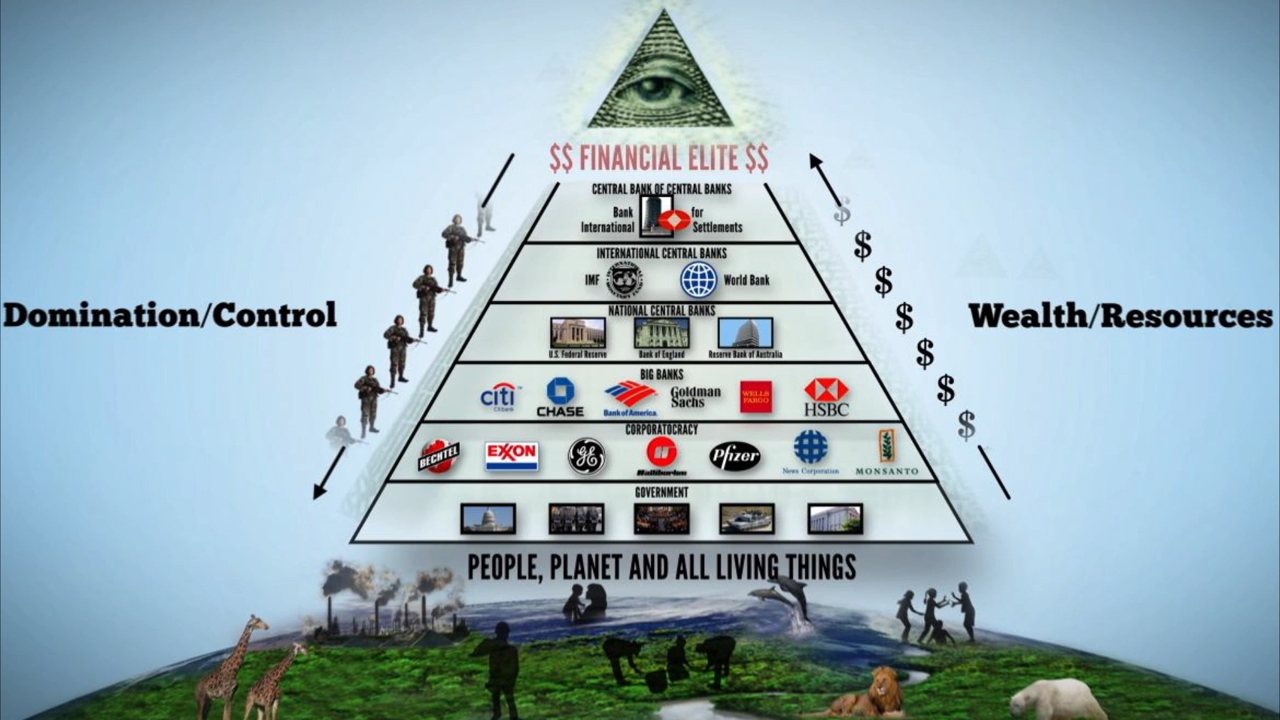 $$ FINANCIAL ELITE $$
CENTRAL BANK OF CENTRAL BANKS
Bank for
International Settlements
INTERNATIONAL CENTRAL BANKS
IMF World Bank
Domination/Control
Wealth/Resources
NATIONAL CENTRAL BANKS
U.S. Federal Reserve Bank of England Reserve Bank of Australia
BIG BANKS
citi
citibank
CHASE
Bank of America
Goldman
Sachs
WELLS
FARGO
HSBC
CORPORATOCRACY
BECHTEL
EXXON
GE
Halliburton
Pfizer
News Corporation
MONSANTO
GOVERNMENT
PEOPLE, PLANET AND ALL LIVING THINGS
$
$
$
$
$
$
$